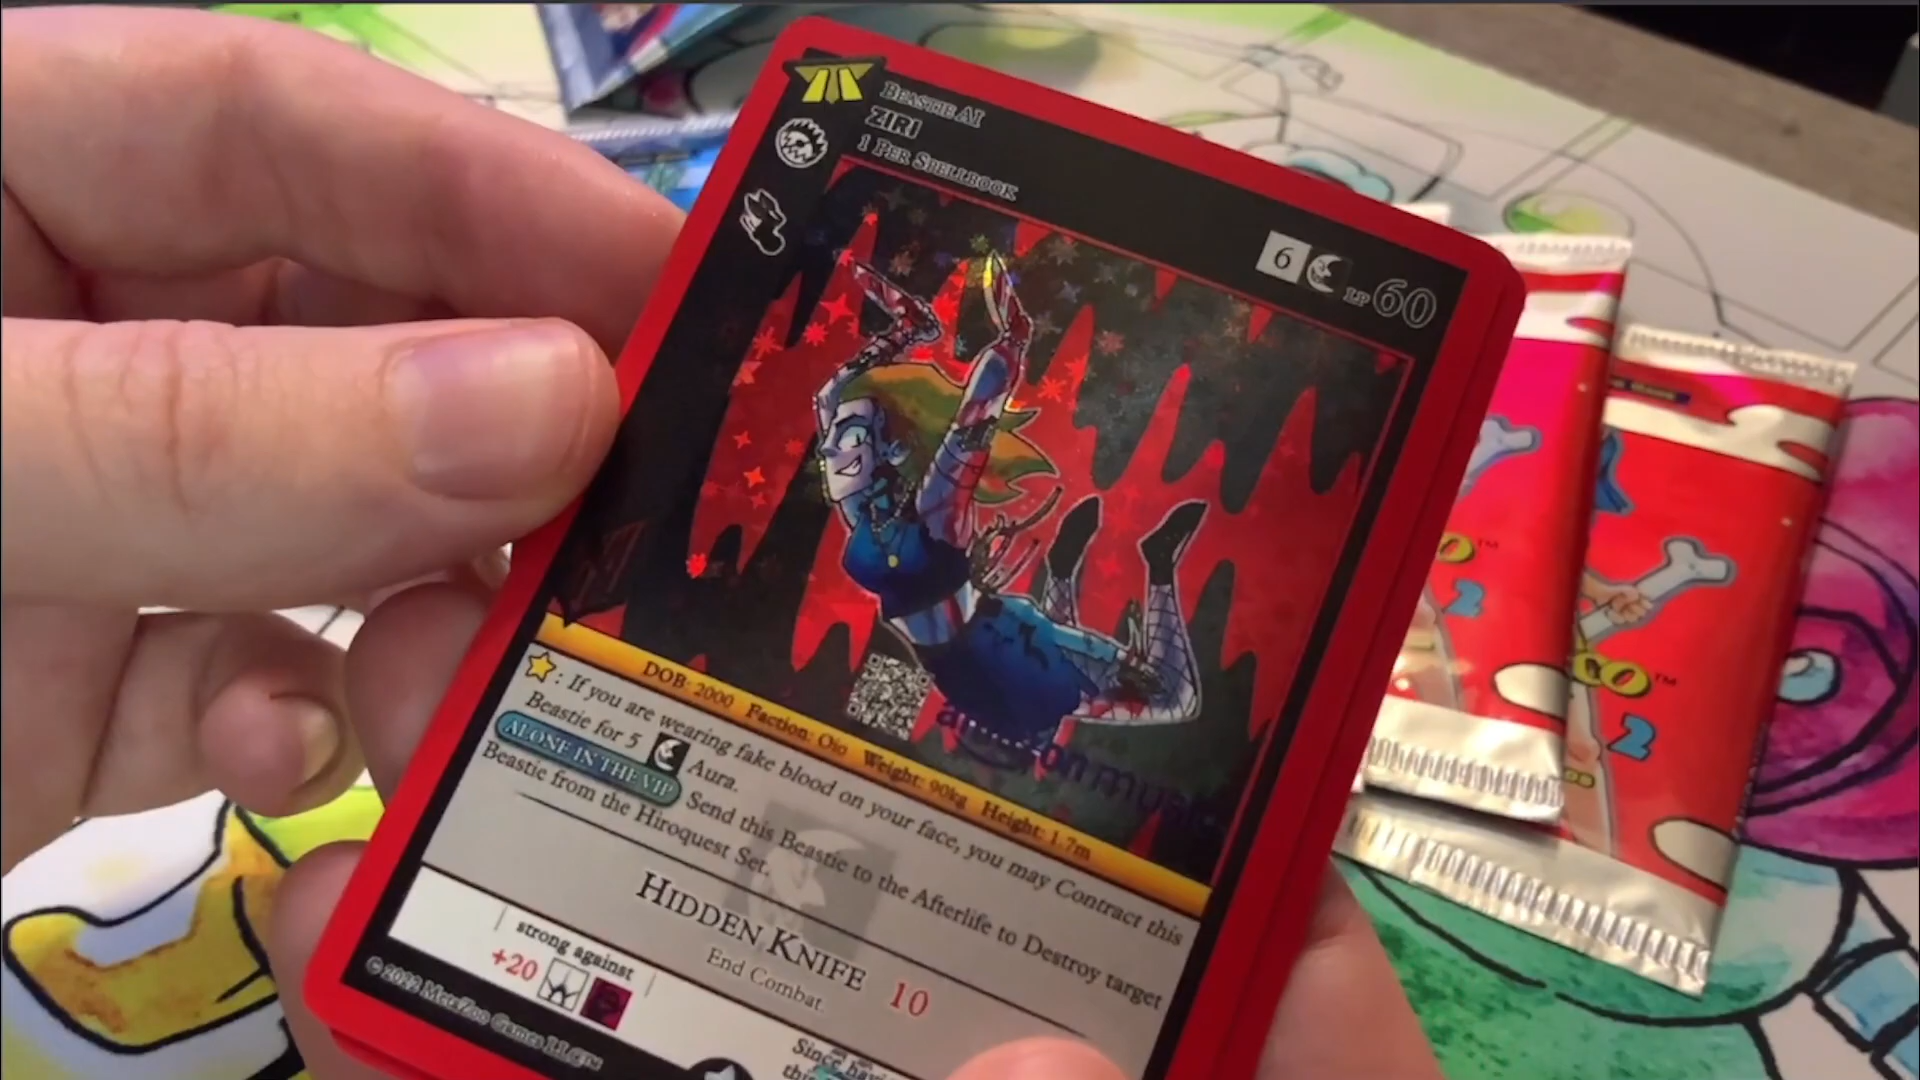 BEASTIE AI
ZIRI
1 PER SPELLBOOK
6 LP 60
DOB: 2000 Faction: Oio Weight: 90kg Height: 1.7m
: If you are wearing fake blood on your face, you may Contract this
Beastie for 5 Aura.
ALONE IN THE VIP Send this Beastie to the Afterlife to Destroy target
Beastie from the Hiroquest Set.
HIDDEN KNIFE 10
End Combat.
strong against
+20
© 2022 MetaZoo Games LLC™
2
2